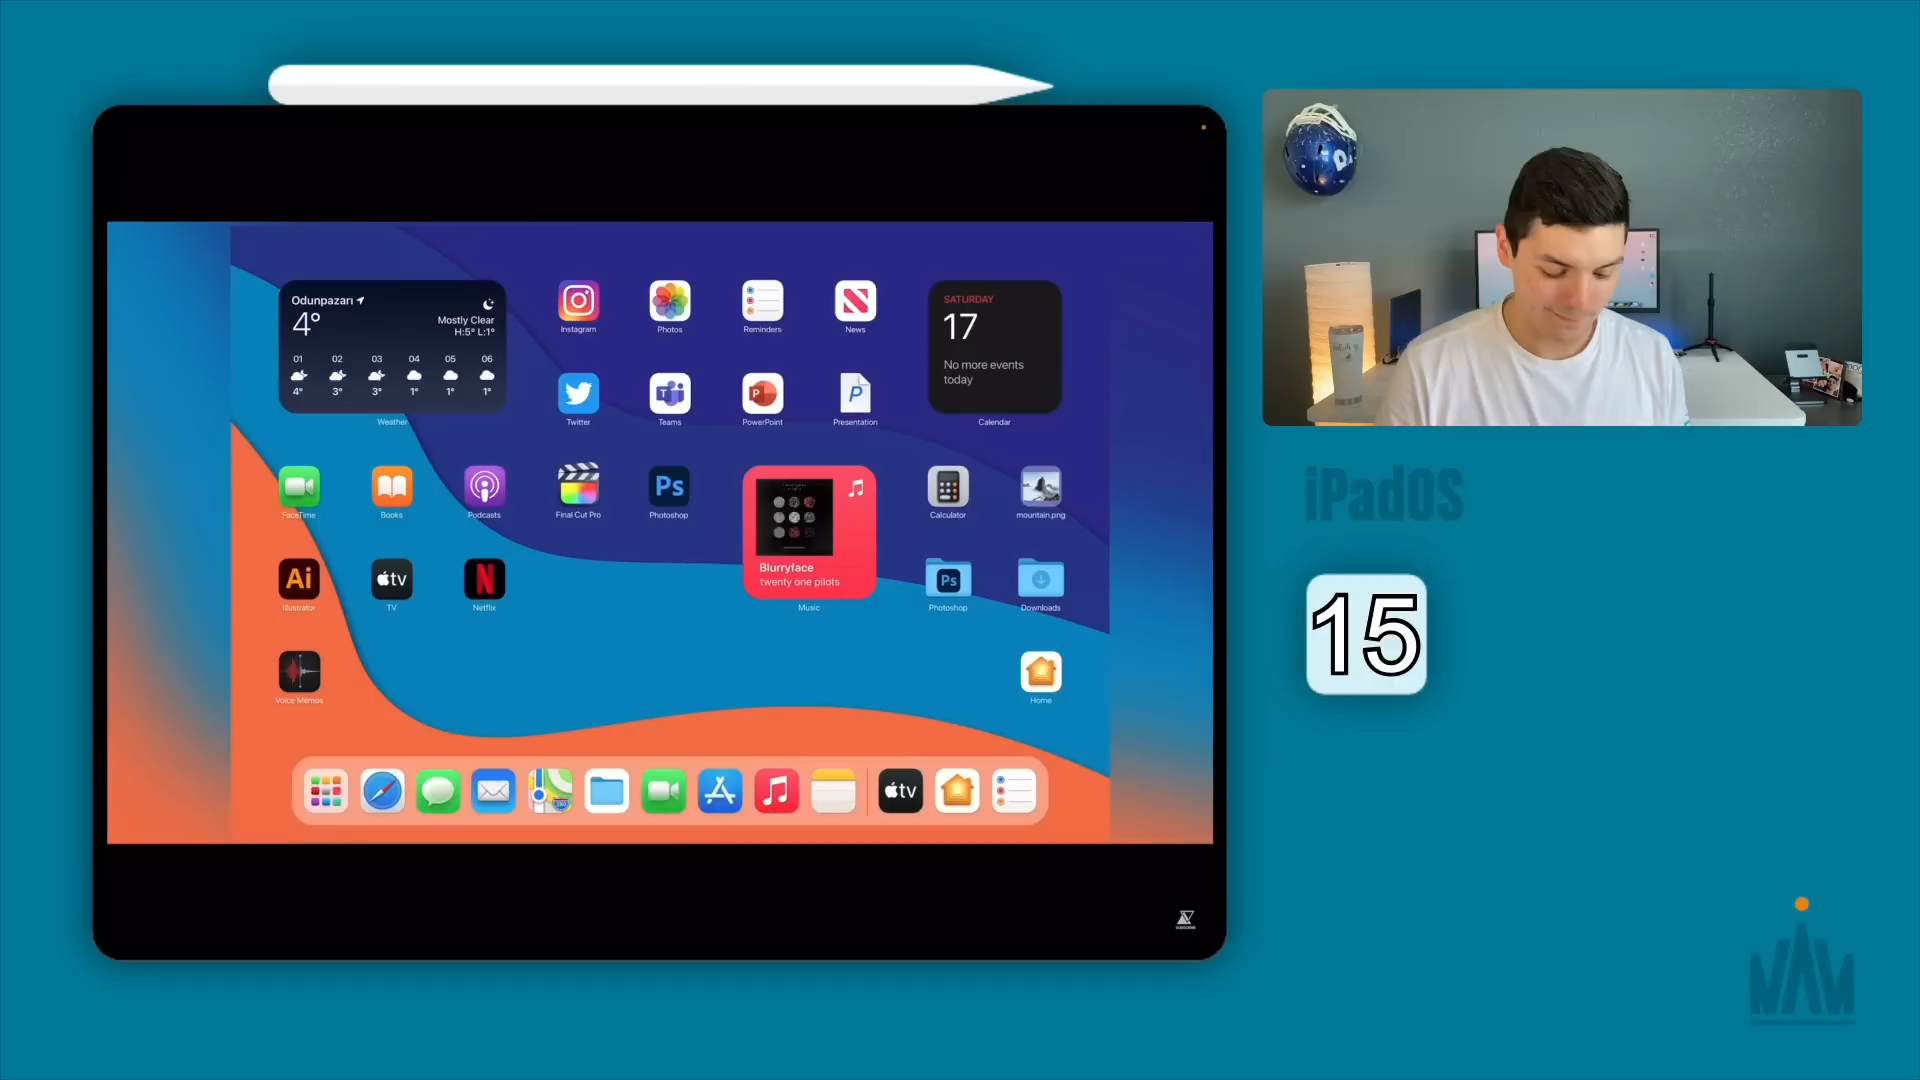 Odunpazarı
4°
Mostly Clear
H:5° L:1°
01 02 03 04 05 06
4° 3° 3° 1° 1° 1°
Weather
Instagram
Photos
Reminders
News
SATURDAY
17
No more events
today
Calendar
Twitter
Teams
P
PowerPoint
P
Presentation
FaceTime
Books
Podcasts
Final Cut Pro
Ps
Photoshop
Blurryface
twenty one pilots
Music
Calculator
mountain.png
Ai
Illustrator
tv
TV
N
Netflix
Ps
Photoshop
Downloads
Voice Memos
Home
tv
SUBSCRIBE
iPadOS
15